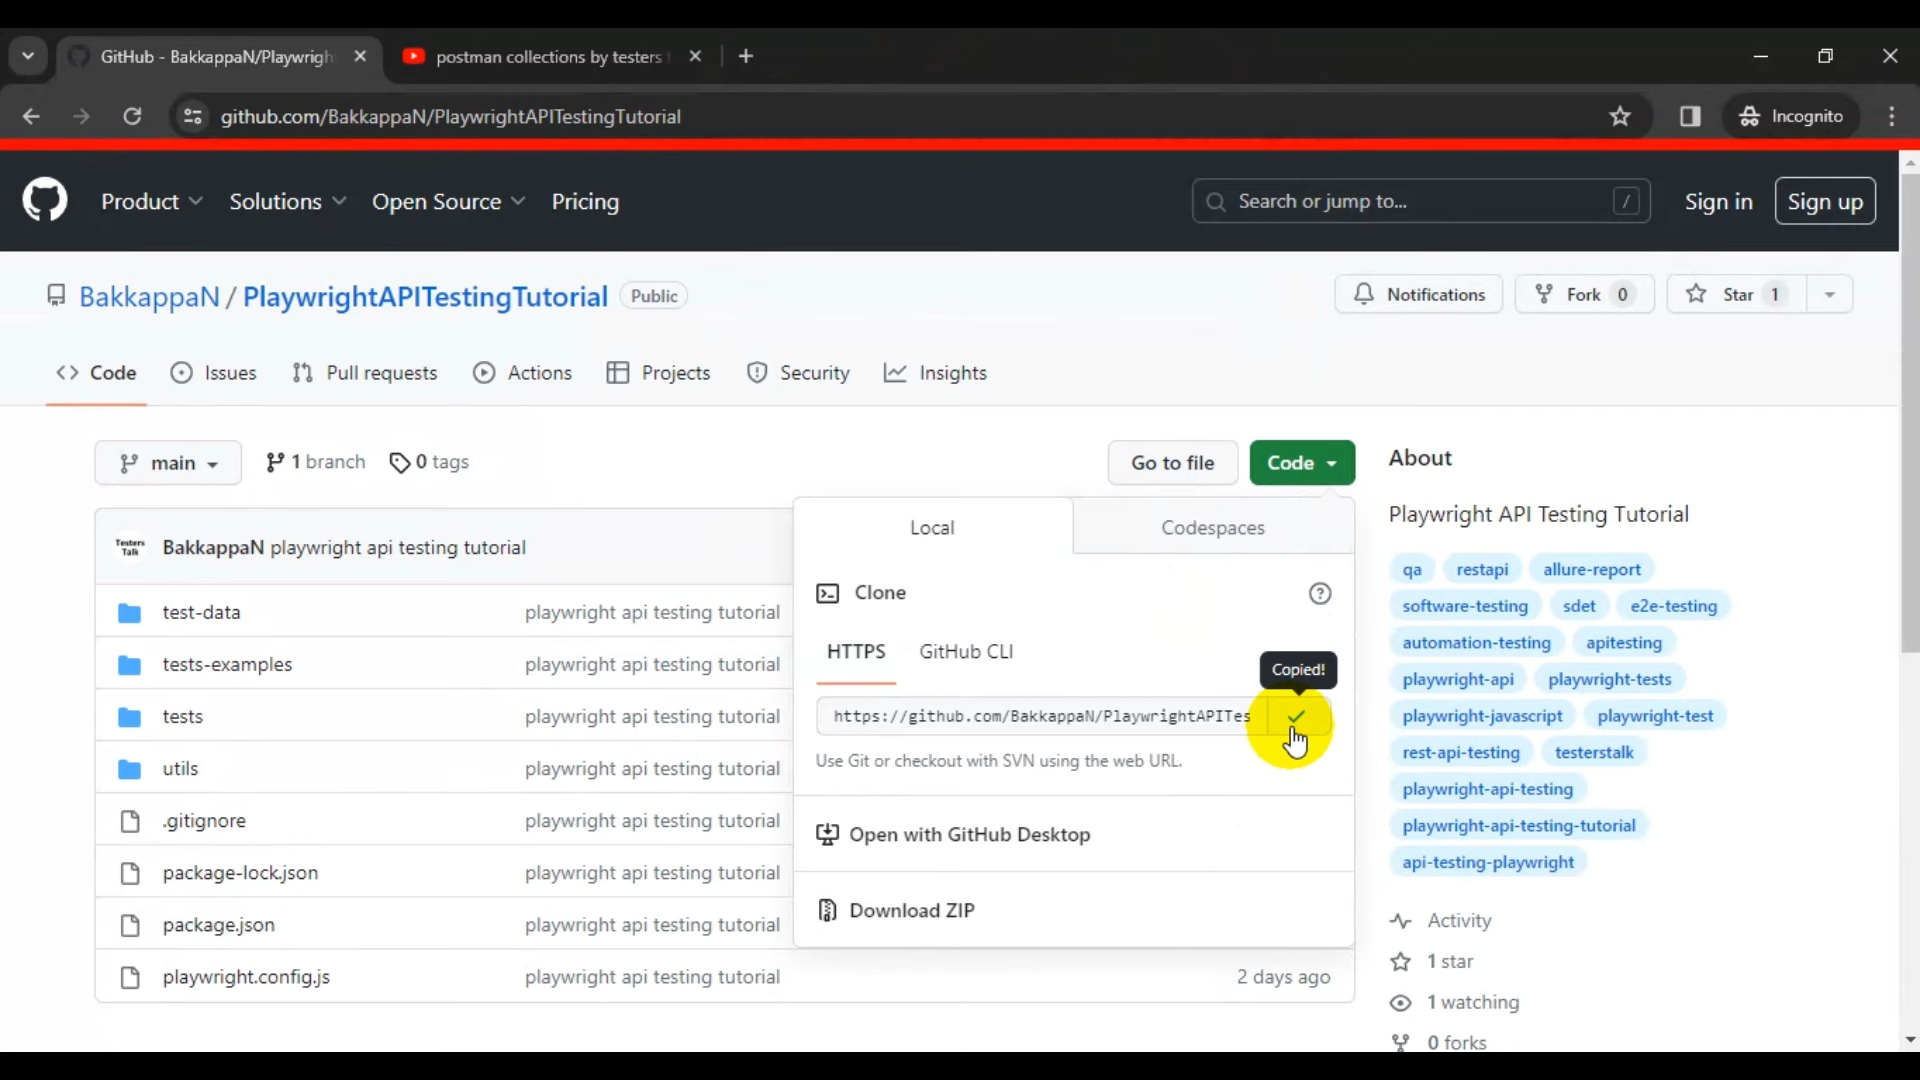 GitHub - BakkappaN/Playwrigh
postman collections by testers
github.com/BakkappaN/PlaywrightAPITestingTutorial
Incognito
Product
Solutions
Open Source
Pricing
Search or jump to...
/
Sign in
Sign up
BakkappaN / PlaywrightAPITestingTutorial
Public
Notifications
Fork 0
Star 1
Code
Issues
Pull requests
Actions
Projects
Security
Insights
main
1 branch
0 tags
Go to file
Code
Testers Talk
BakkappaN playwright api testing tutorial
test-data playwright api testing tutorial
tests-examples playwright api testing tutorial
tests playwright api testing tutorial
utils playwright api testing tutorial
.gitignore playwright api testing tutorial
package-lock.json playwright api testing tutorial
package.json playwright api testing tutorial
playwright.config.js playwright api testing tutorial 2 days ago
Local
Codespaces
Clone
HTTPS
GitHub CLI
Copied!
https://github.com/BakkappaN/PlaywrightAPITes
Use Git or checkout with SVN using the web URL.
Open with GitHub Desktop
Download ZIP
About
Playwright API Testing Tutorial
qa restapi allure-report
software-testing sdet e2e-testing
automation-testing apitesting
playwright-api playwright-tests
playwright-javascript playwright-test
rest-api-testing testerstalk
playwright-api-testing
playwright-api-testing-tutorial
api-testing-playwright
Activity
1 star
1 watching
0 forks